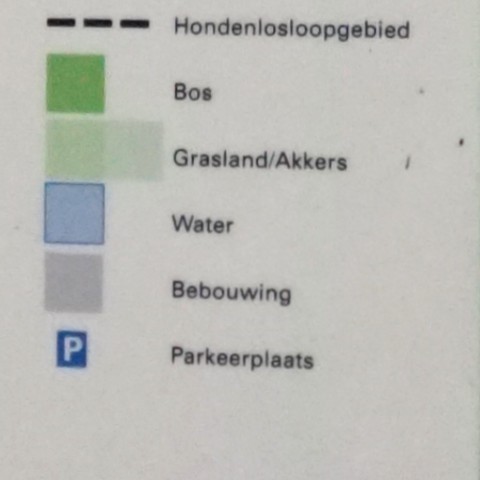 Hondenlosloopgebied
Bos
Grasland/Akkers
Water
Bebouwing
P Parkeerplaats